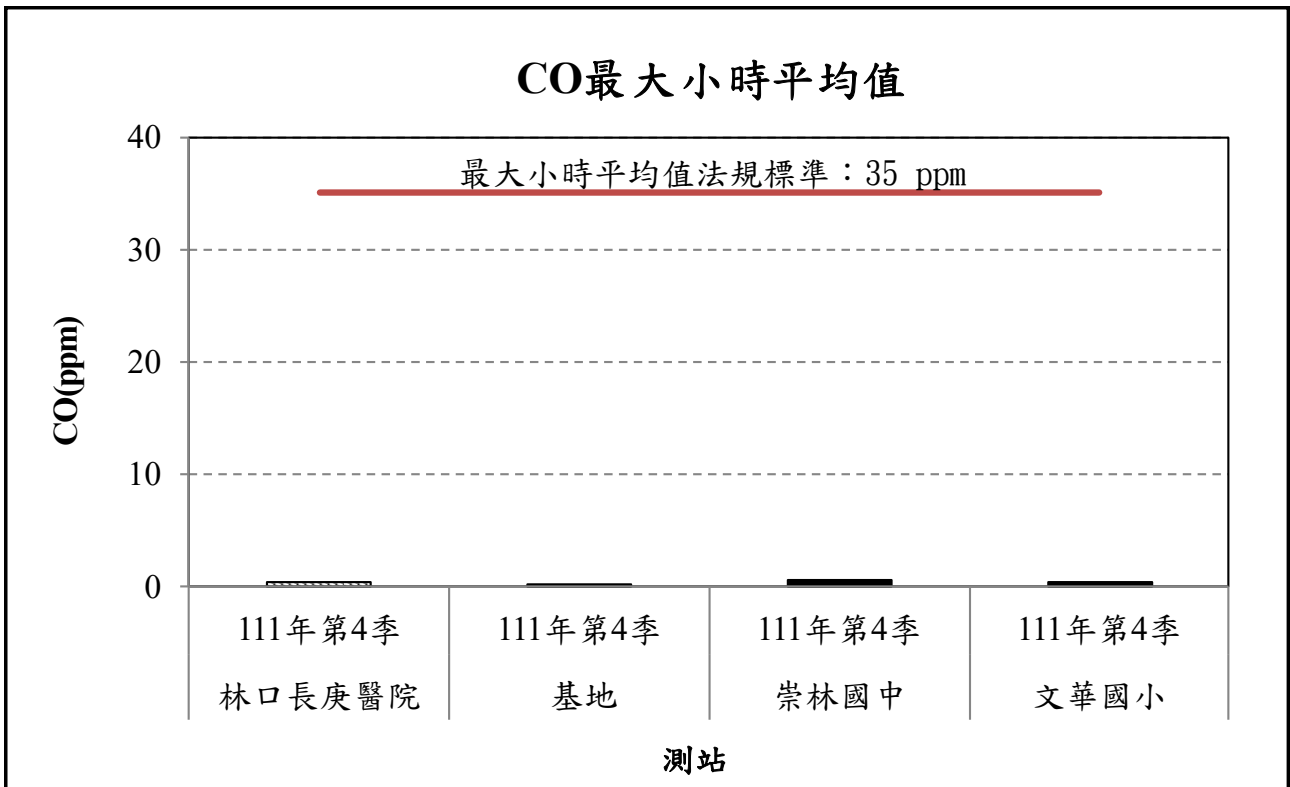 CO最大小時平均值
最大小時平均值法規標準：35 ppm
CO(ppm)
40
30
20
10
0
111年第4季 111年第4季 111年第4季 111年第4季
林口長庚醫院 基地 崇林國中 文華國小
測站